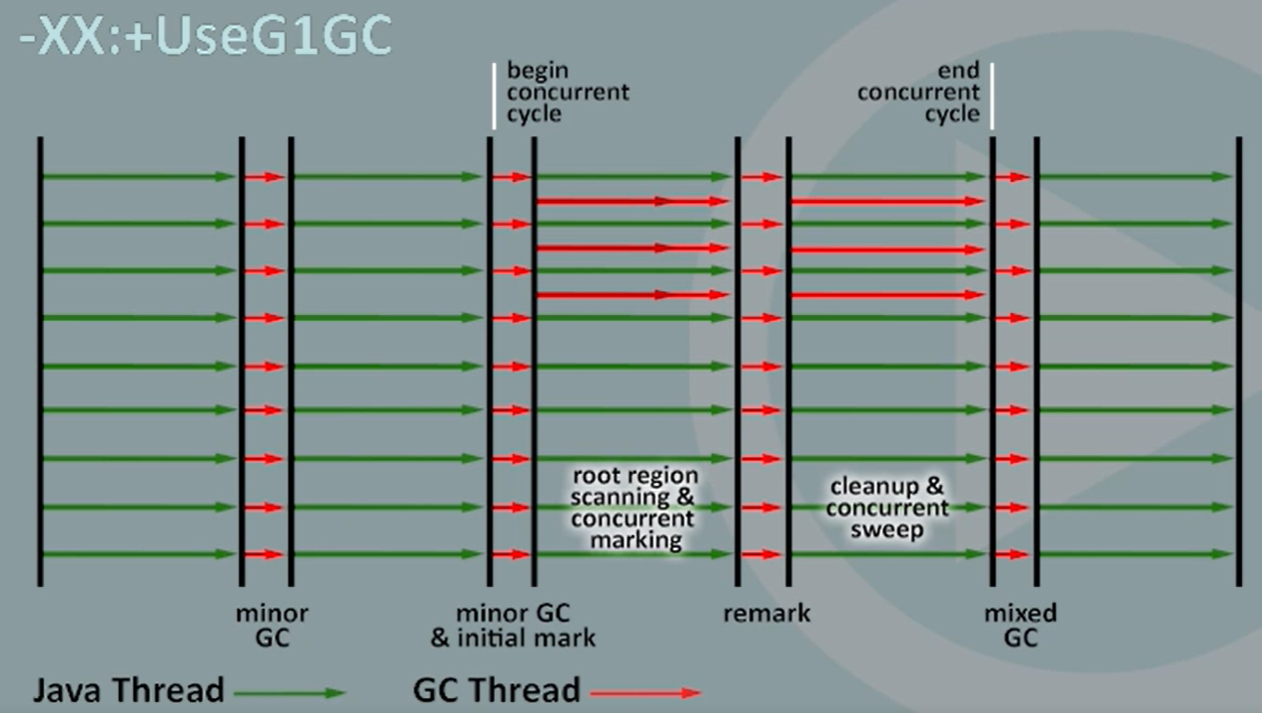 -XX:+UseG1GC
begin
concurrent
cycle
end
concurrent
cycle
root region
scanning &
concurrent
marking
cleanup &
concurrent
sweep
minor
GC
minor GC
& initial mark
remark
mixed
GC
Java Thread
GC Thread